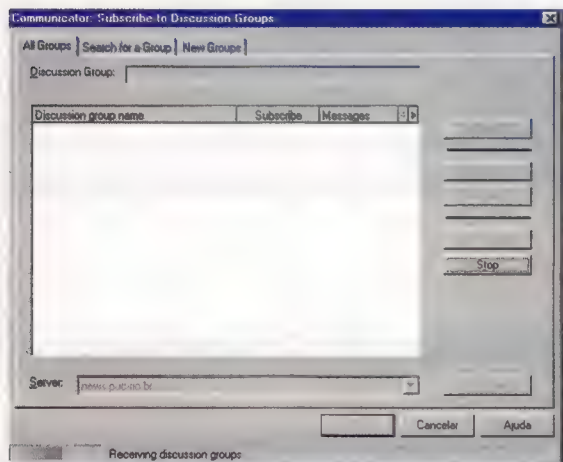 Communicator: Subscribe to Discussion Groups
All Groups Search for a Group New Groups
Discussion Group:
Discussion group name Subscribe Messages
Stop
Server: news.puc-rio.br
Cancelar Ajuda
Receiving discussion groups